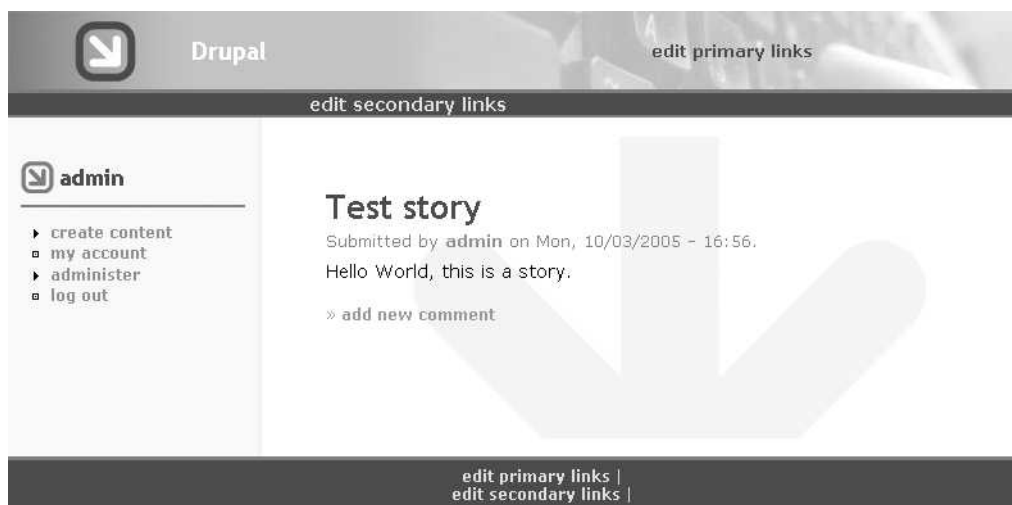 Drupal
edit primary links
edit secondary links
admin
create content
my account
administer
log out
Test story
Submitted by admin on Mon, 10/03/2005 - 16:56.
Hello World, this is a story.
» add new comment
edit primary links |
edit secondary links |